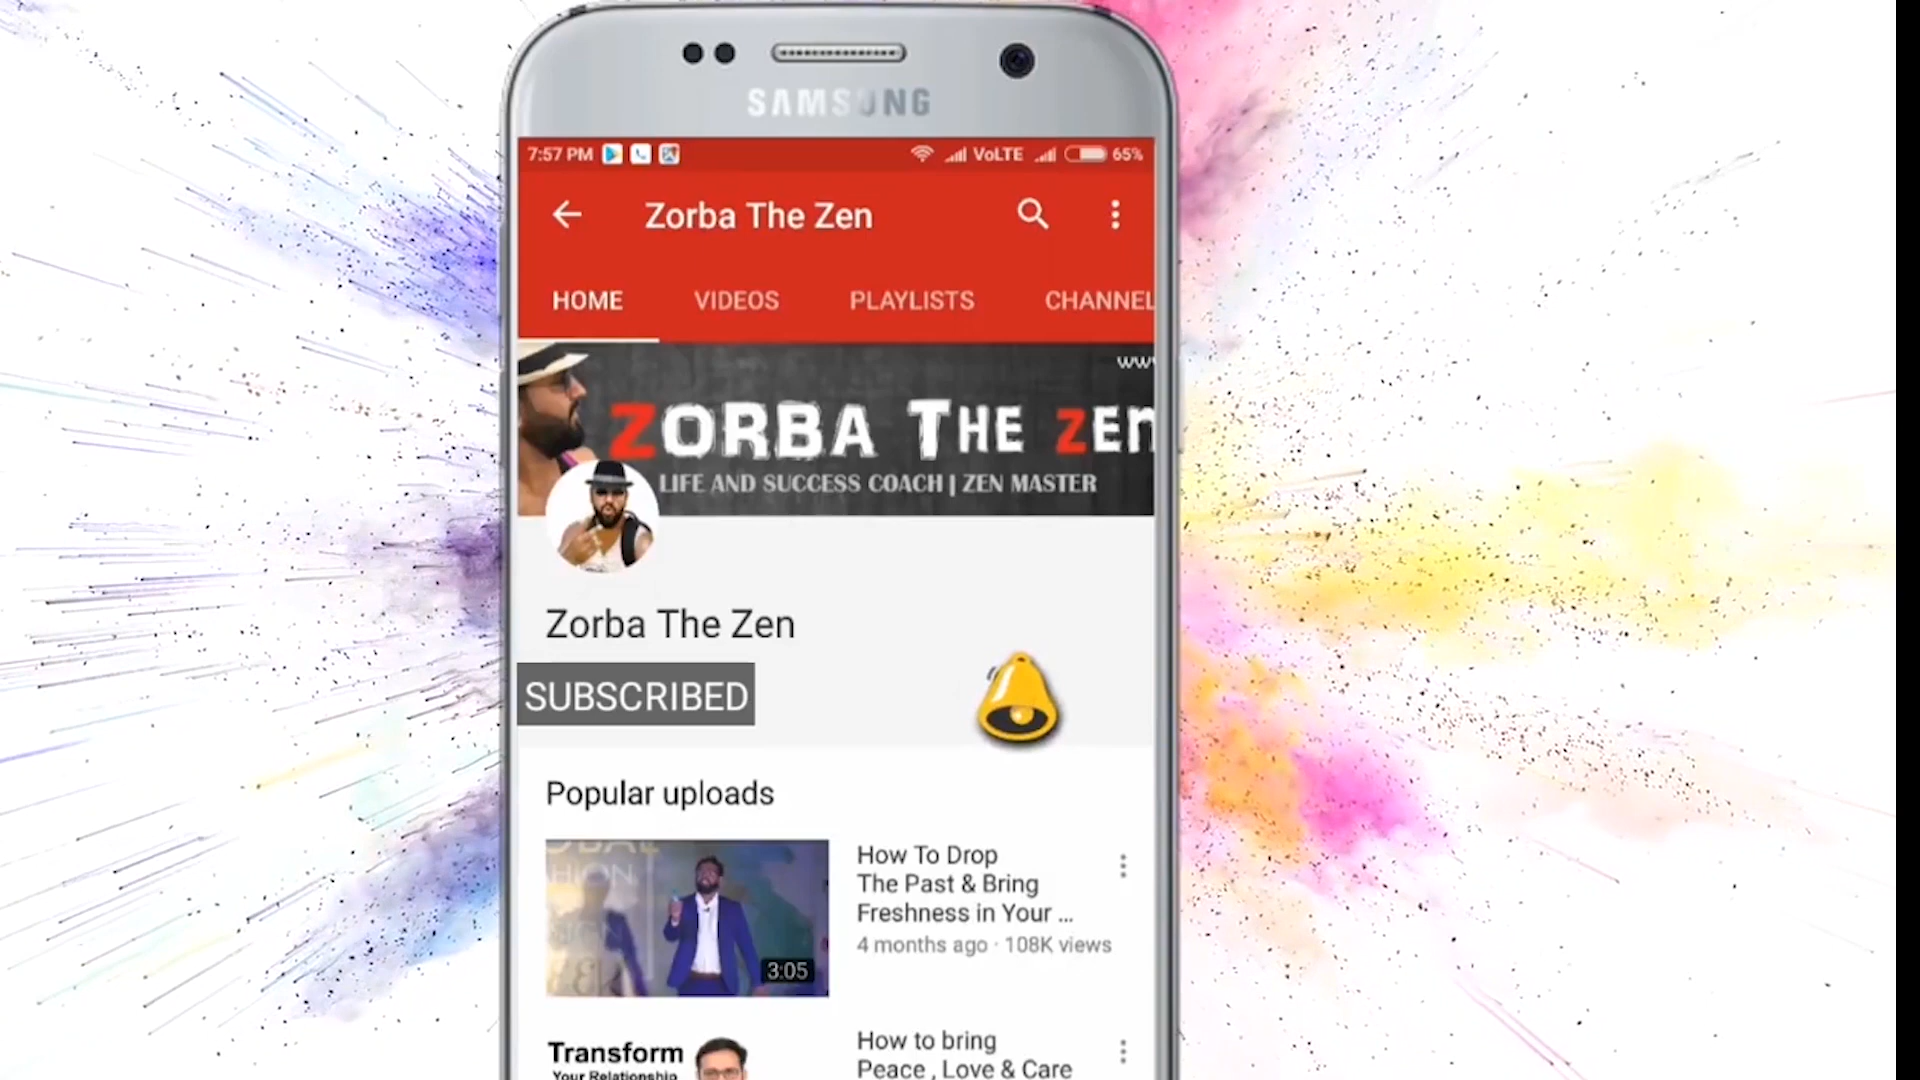 SAMSUNG
7:57 PM
VoLTE
65%
Zorba The Zen
HOME
VIDEOS
PLAYLISTS
CHANNEL
ZORBA THE ZEN
LIFE AND SUCCESS COACH | ZEN MASTER
Zorba The Zen
SUBSCRIBED
Popular uploads
How To Drop
The Past & Bring
Freshness in Your ...
4 months ago · 108K views
3:05
How to bring
Peace , Love & Care
Transform
Your Relationship